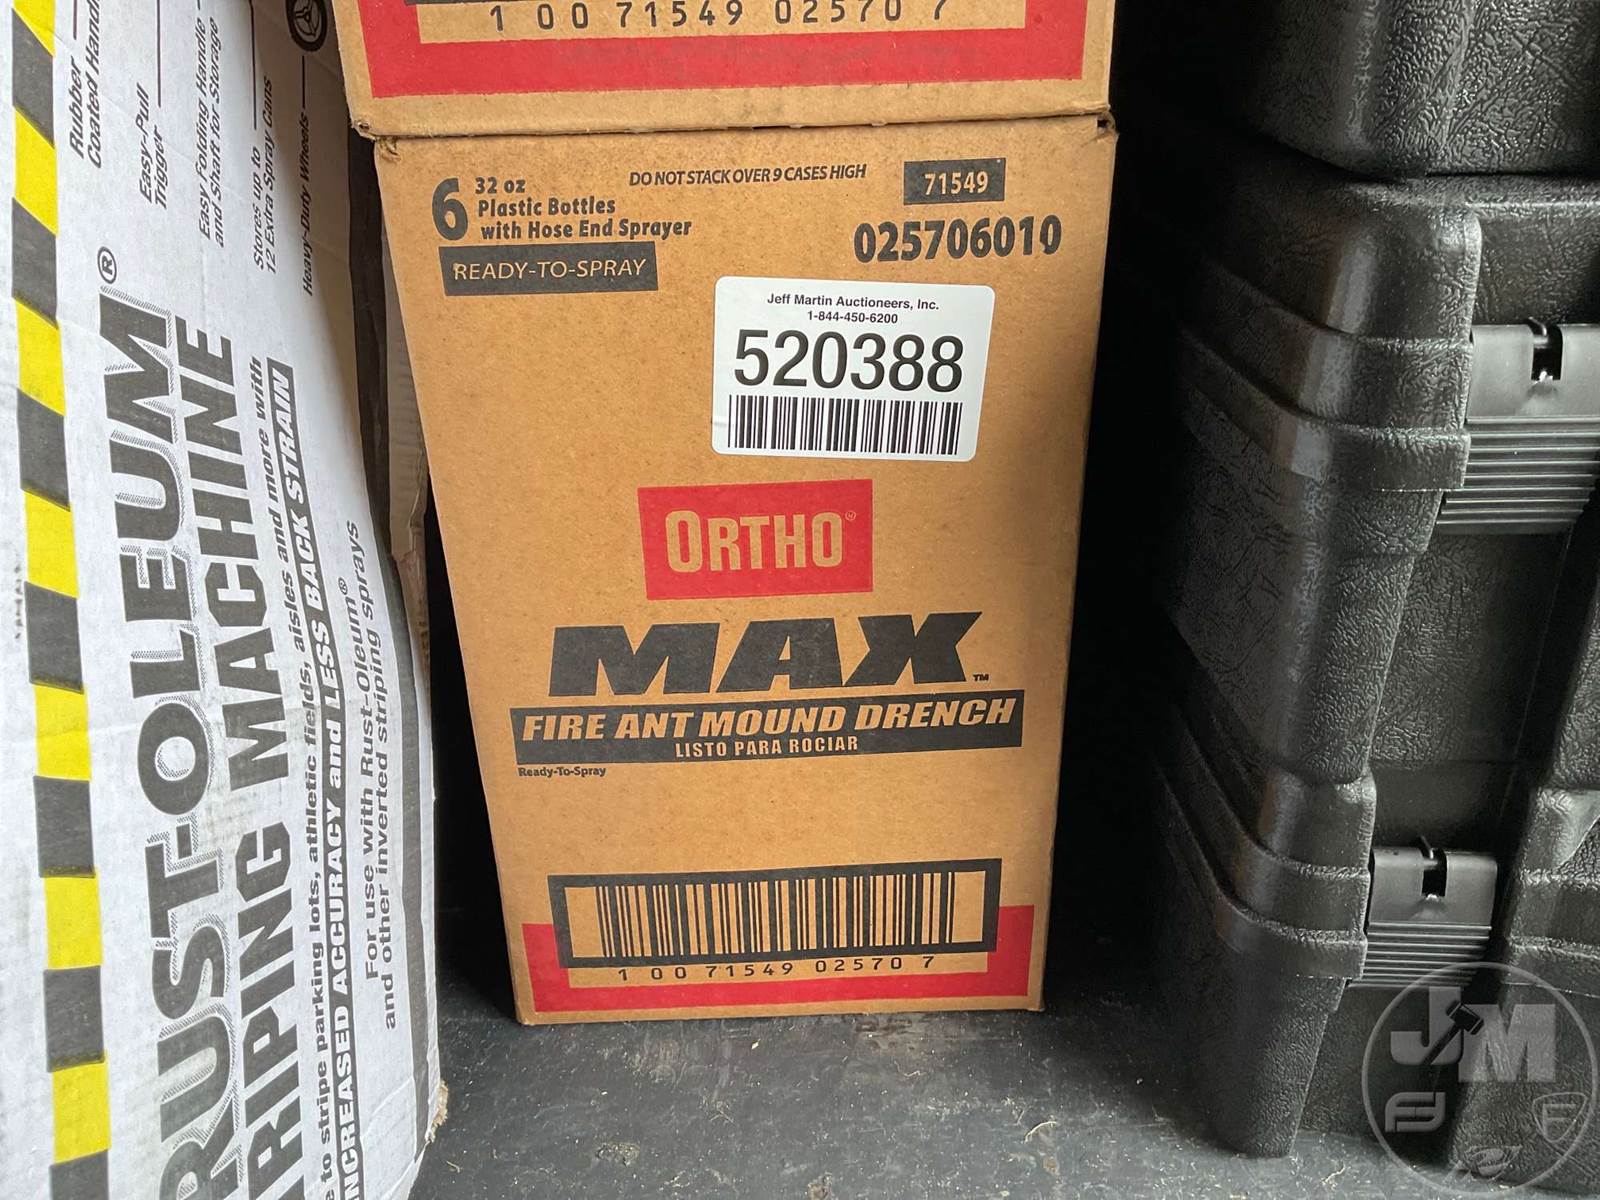 1 00 71549 02570 7
6
32 oz
Plastic Bottles
with Hose End Sprayer
READY-TO-SPRAY
DO NOT STACK OVER 9 CASES HIGH
71549
025706010
Jeff Martin Auctioneers, Inc.
1-844-450-6200
520388
ORTHO
MAX™
FIRE ANT MOUND DRENCH
LISTO PARA ROCIAR
Ready-To-Spray
1 00 71549 02570 7
Rubber
Coated Handl
Easy-Pull
Trigger
Easy Folding Handle
and Shaft for Storage
Stores up to
12 Extra Spray Cans
Heavy-Duty Wheels
RUST-OLEUM®
RIPING MACHINE
to stripe parking lots, athletic fields, aisles and more with
INCREASED ACCURACY and LESS BACK STRAIN
For use with Rust-Oleum®
and other inverted striping sprays
JM